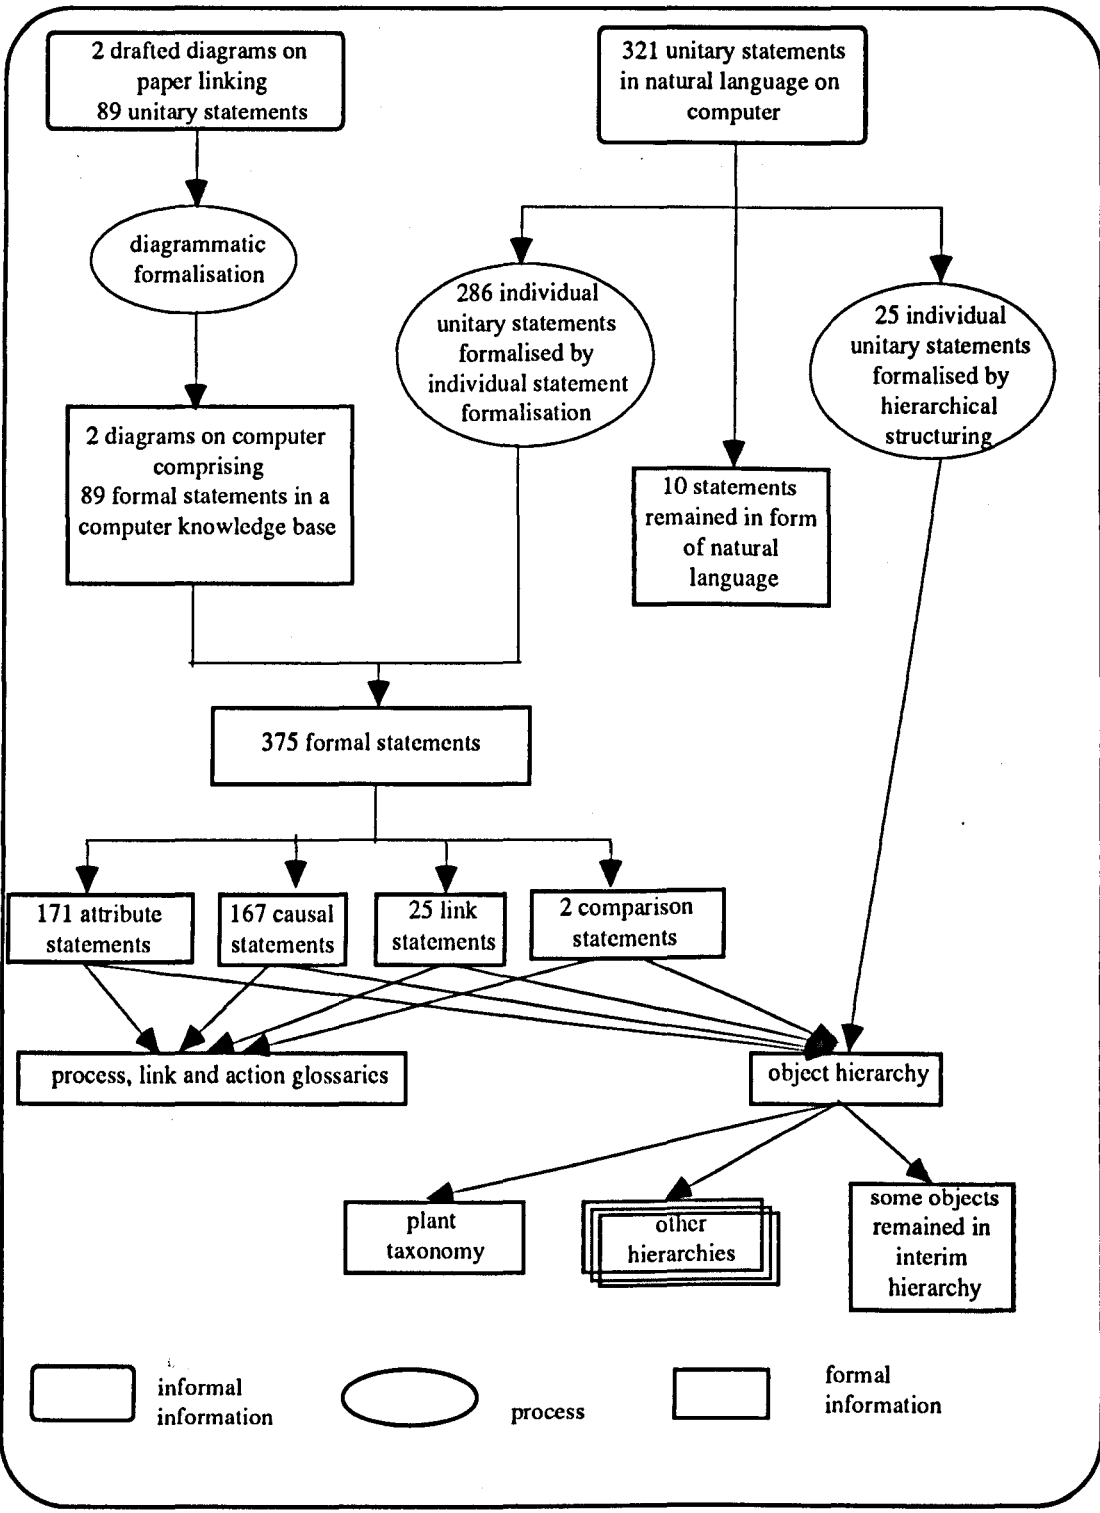 2 drafted diagrams on
paper linking
89 unitary statements
321 unitary statements
in natural language on
computer
diagrammatic
formalisation
286 individual
unitary statements
formalised by
individual statement
formalisation
25 individual
unitary statements
formalised by
hierarchical
structuring
2 diagrams on computer
comprising
89 formal statements in a
computer knowledge base
10 statements
remained in form
of natural
language
375 formal statements
171 attribute
statements
167 causal
statements
25 link
statements
2 comparison
statements
process, link and action glossaries
object hierarchy
plant
taxonomy
other
hierarchies
some objects
remained in
interim
hierarchy
informal
information
process
formal
information